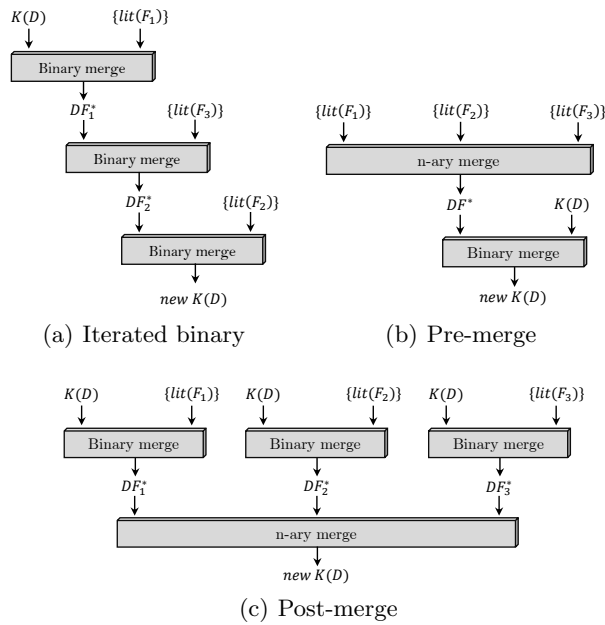 K(D) {lit(F₁)}
Binary merge
DF₁* {lit(F₃)}
Binary merge
DF₂* {lit(F₂)}
Binary merge
new K(D)
(a) Iterated binary
{lit(F₁)} {lit(F₂)} {lit(F₃)}
n-ary merge
DF* K(D)
Binary merge
new K(D)
(b) Pre-merge
K(D) {lit(F₁)} K(D) {lit(F₂)} K(D) {lit(F₃)}
Binary merge Binary merge Binary merge
DF₁* DF₂* DF₃*
n-ary merge
new K(D)
(c) Post-merge